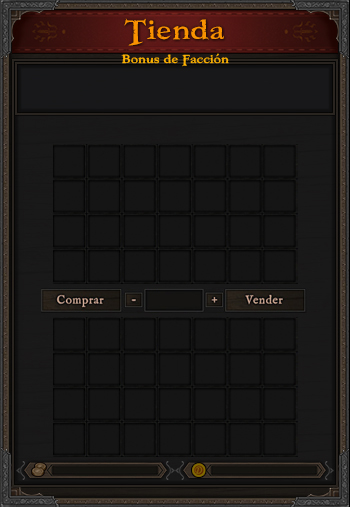 Tienda
Bonus de Facción
Comprar - + Vender